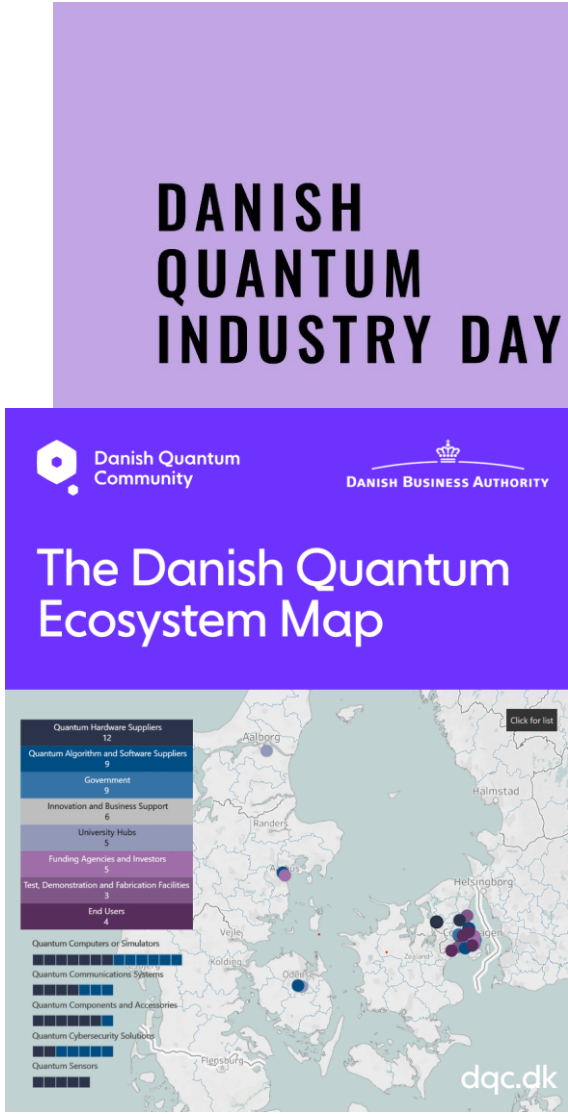 DANISH
QUANTUM
INDUSTRY DAY
Danish Quantum
Community
DANISH BUSINESS AUTHORITY
The Danish Quantum
Ecosystem Map
Quantum Hardware Suppliers
12
Quantum Algorithm and Software Suppliers
9
Government
9
Innovation and Business Support
6
University Hubs
5
Funding Agencies and Investors
5
Test, Demonstration and Fabrication Facilities
3
End Users
4
Click for list
Aalborg
Halmstad
Randers
Helsingborg
Vejle
Kolding
Zealand
Flensburg
Quantum Computers or Simulators
Quantum Communications Systems
Quantum Components and Accessories
Quantum Cybersecurity Solutions
Quantum Sensors
dqc.dk